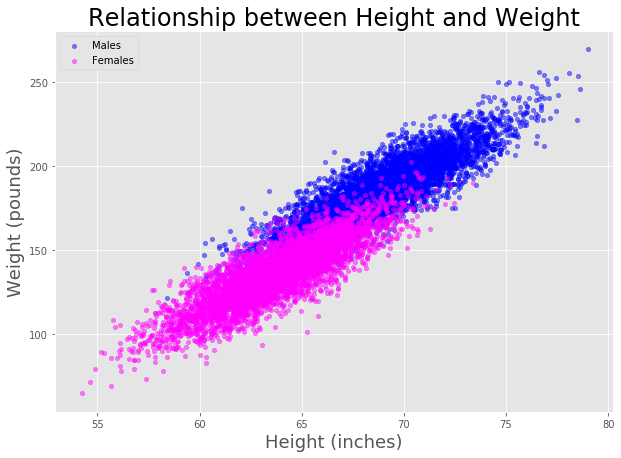 Relationship between Height and Weight
Males
Females
250
200
150
100
Weight (pounds)
55
60
65
70
75
80
Height (inches)